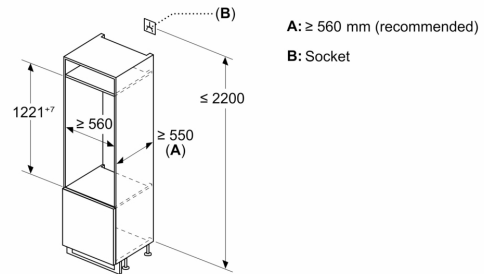 (B)
A: ≥ 560 mm (recommended)
B: Socket
≤ 2200
1221⁺⁷
≥ 560
≥ 550
(A)